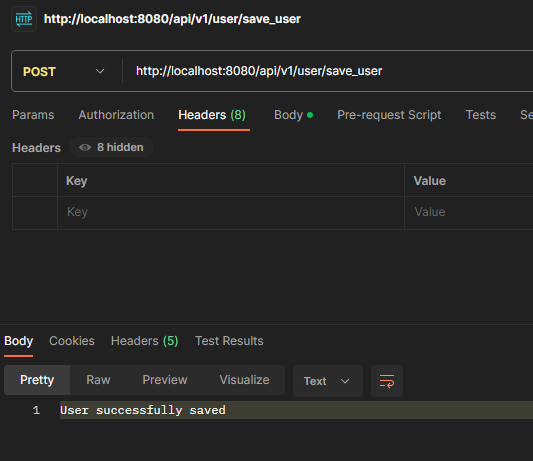 HTTP http://localhost:8080/api/v1/user/save_user
POST http://localhost:8080/api/v1/user/save_user
Params Authorization Headers (8) Body Pre-request Script Tests Se
Headers 8 hidden
Key Value
Key Value
Body Cookies Headers (5) Test Results
Pretty Raw Preview Visualize Text
1 User successfully saved